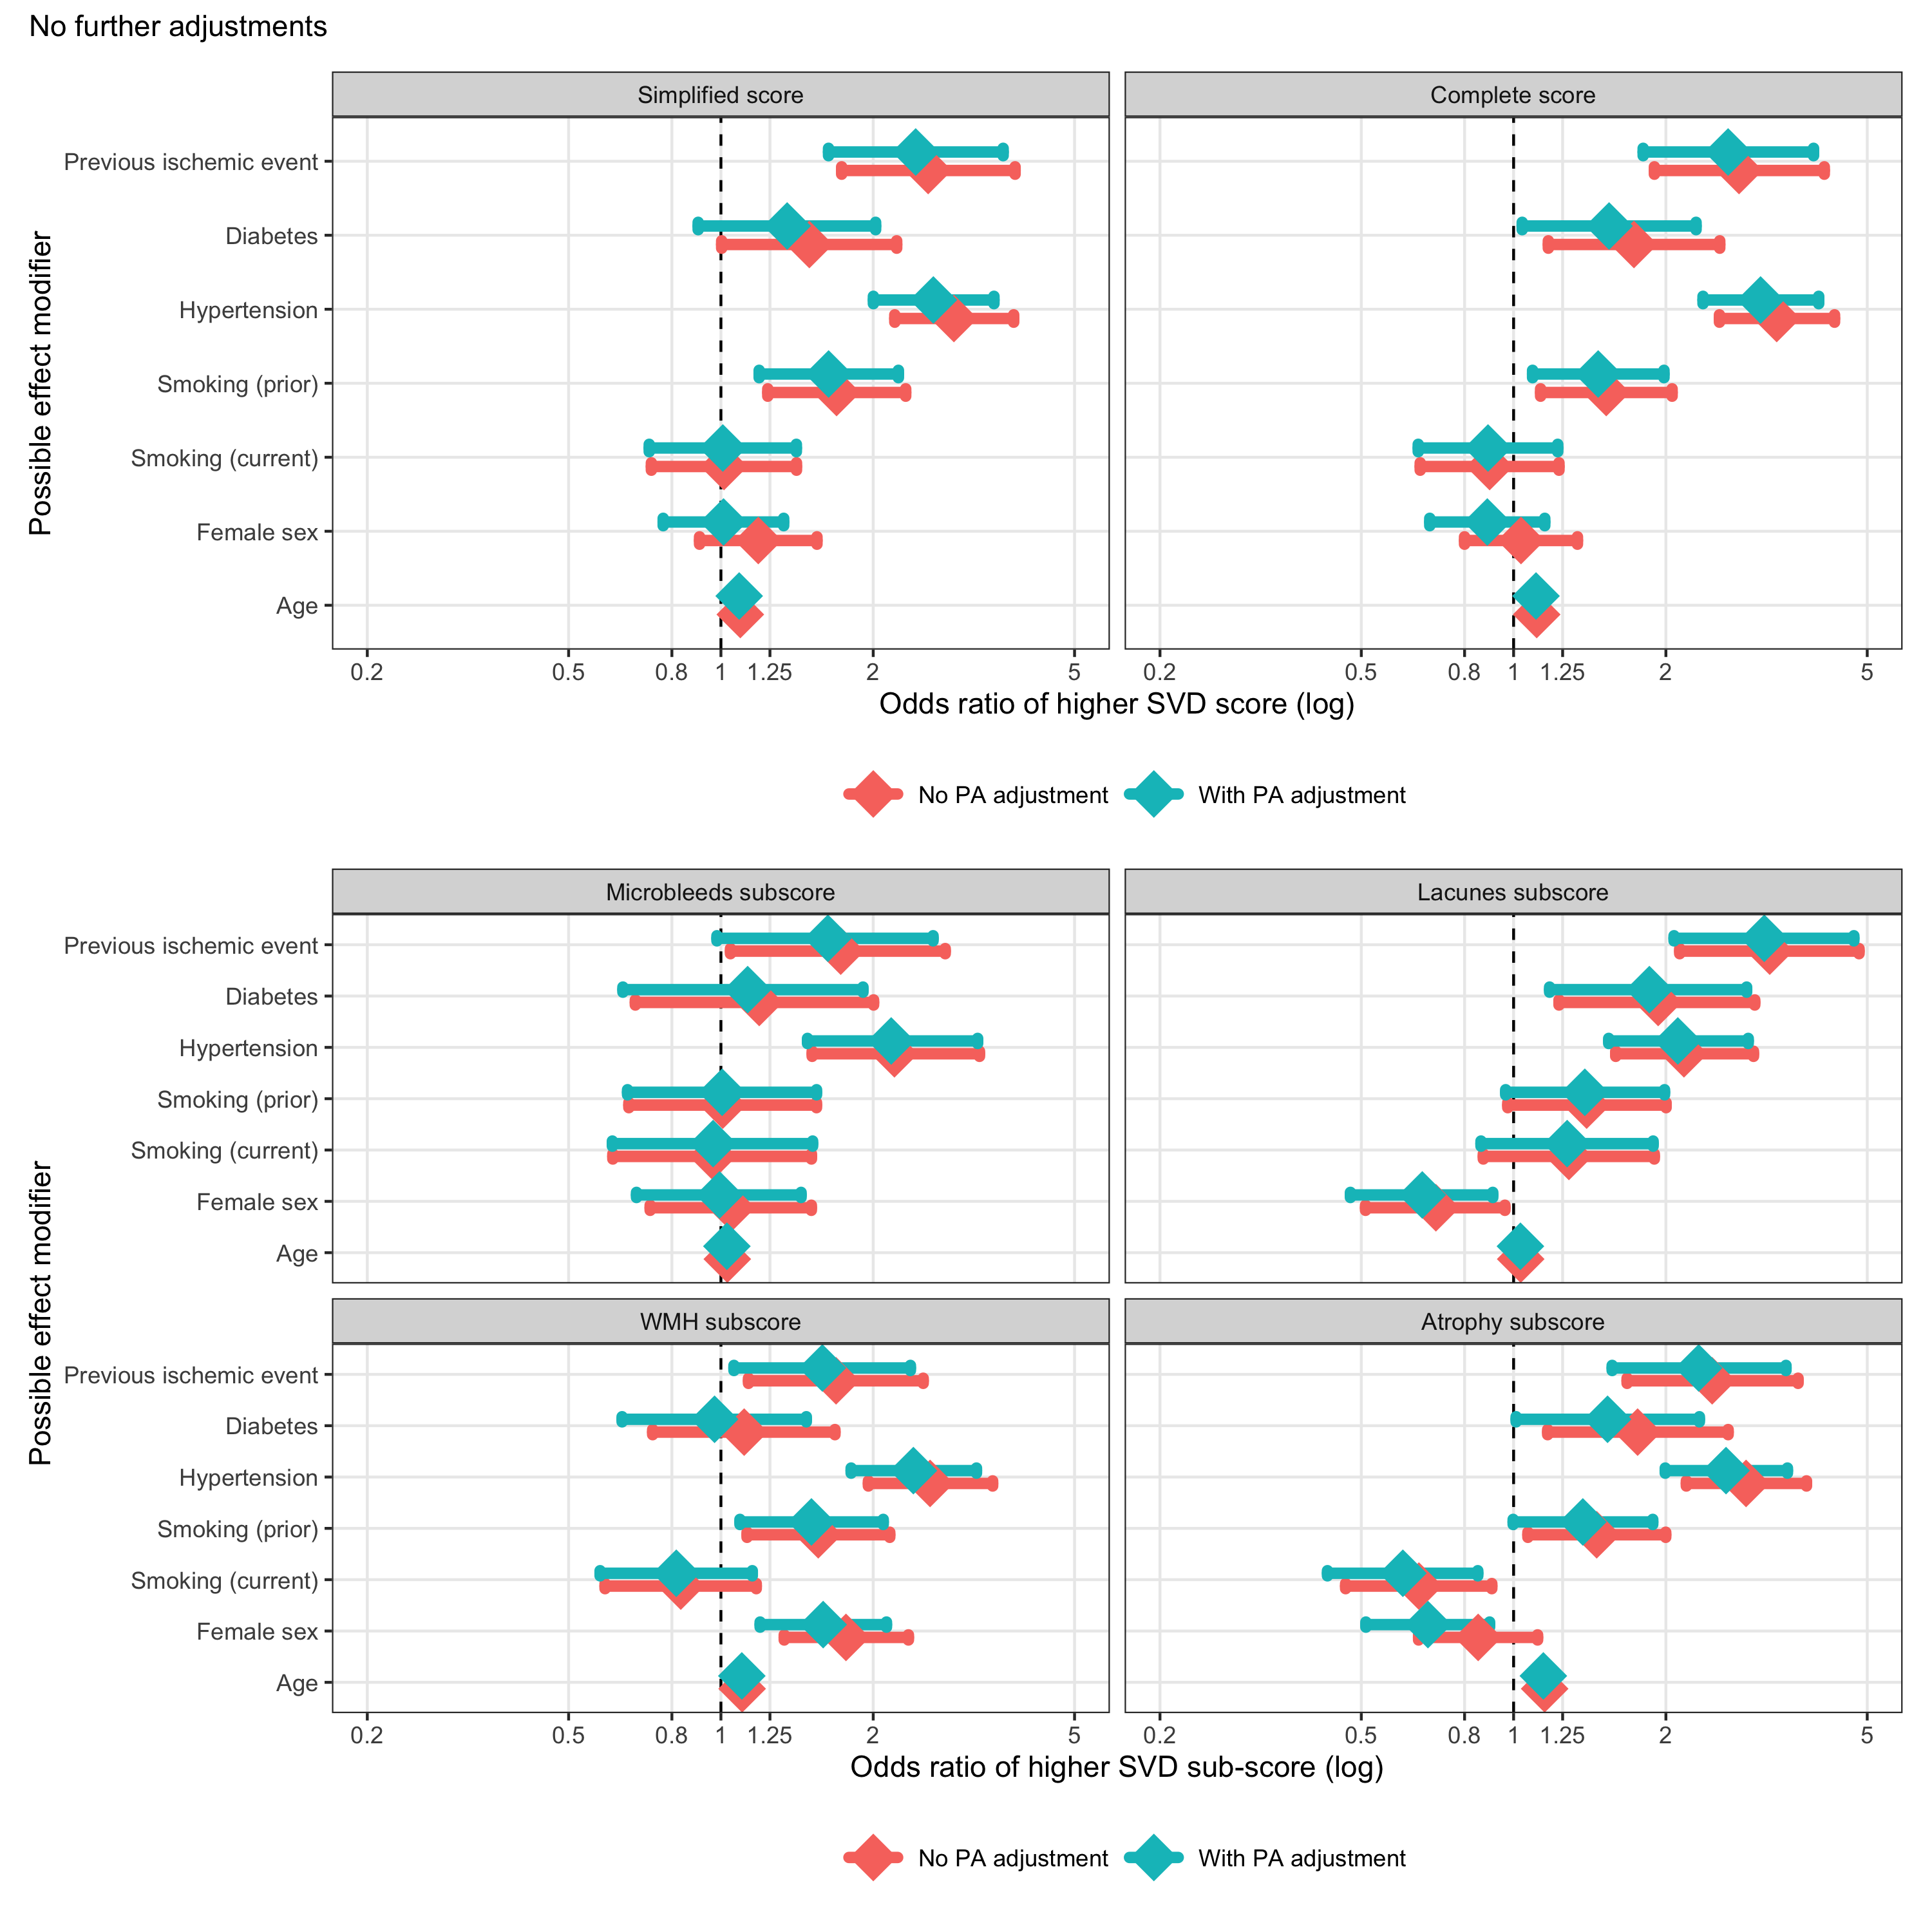 No further adjustments
Simplified score
Complete score
Possible effect modifier
Previous ischemic event
Diabetes
Hypertension
Smoking (prior)
Smoking (current)
Female sex
Age
0.2 0.5 0.8 1 1.25 2 5
0.2 0.5 0.8 1 1.25 2 5
Odds ratio of higher SVD score (log)
No PA adjustment With PA adjustment
Microbleeds subscore
Lacunes subscore
Possible effect modifier
Previous ischemic event
Diabetes
Hypertension
Smoking (prior)
Smoking (current)
Female sex
Age
WMH subscore
Atrophy subscore
Previous ischemic event
Diabetes
Hypertension
Smoking (prior)
Smoking (current)
Female sex
Age
0.2 0.5 0.8 1 1.25 2 5
0.2 0.5 0.8 1 1.25 2 5
Odds ratio of higher SVD sub-score (log)
No PA adjustment With PA adjustment